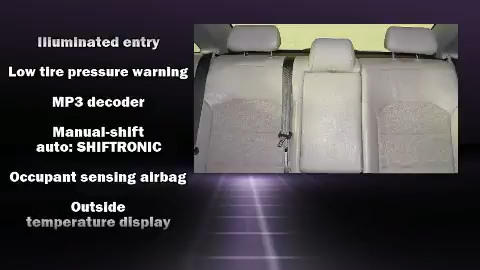 Illuminated entry
Low tire pressure warning
MP3 decoder
Manual-shift
auto: SHIFTRONIC
Occupant sensing airbag
Outside
temperature display